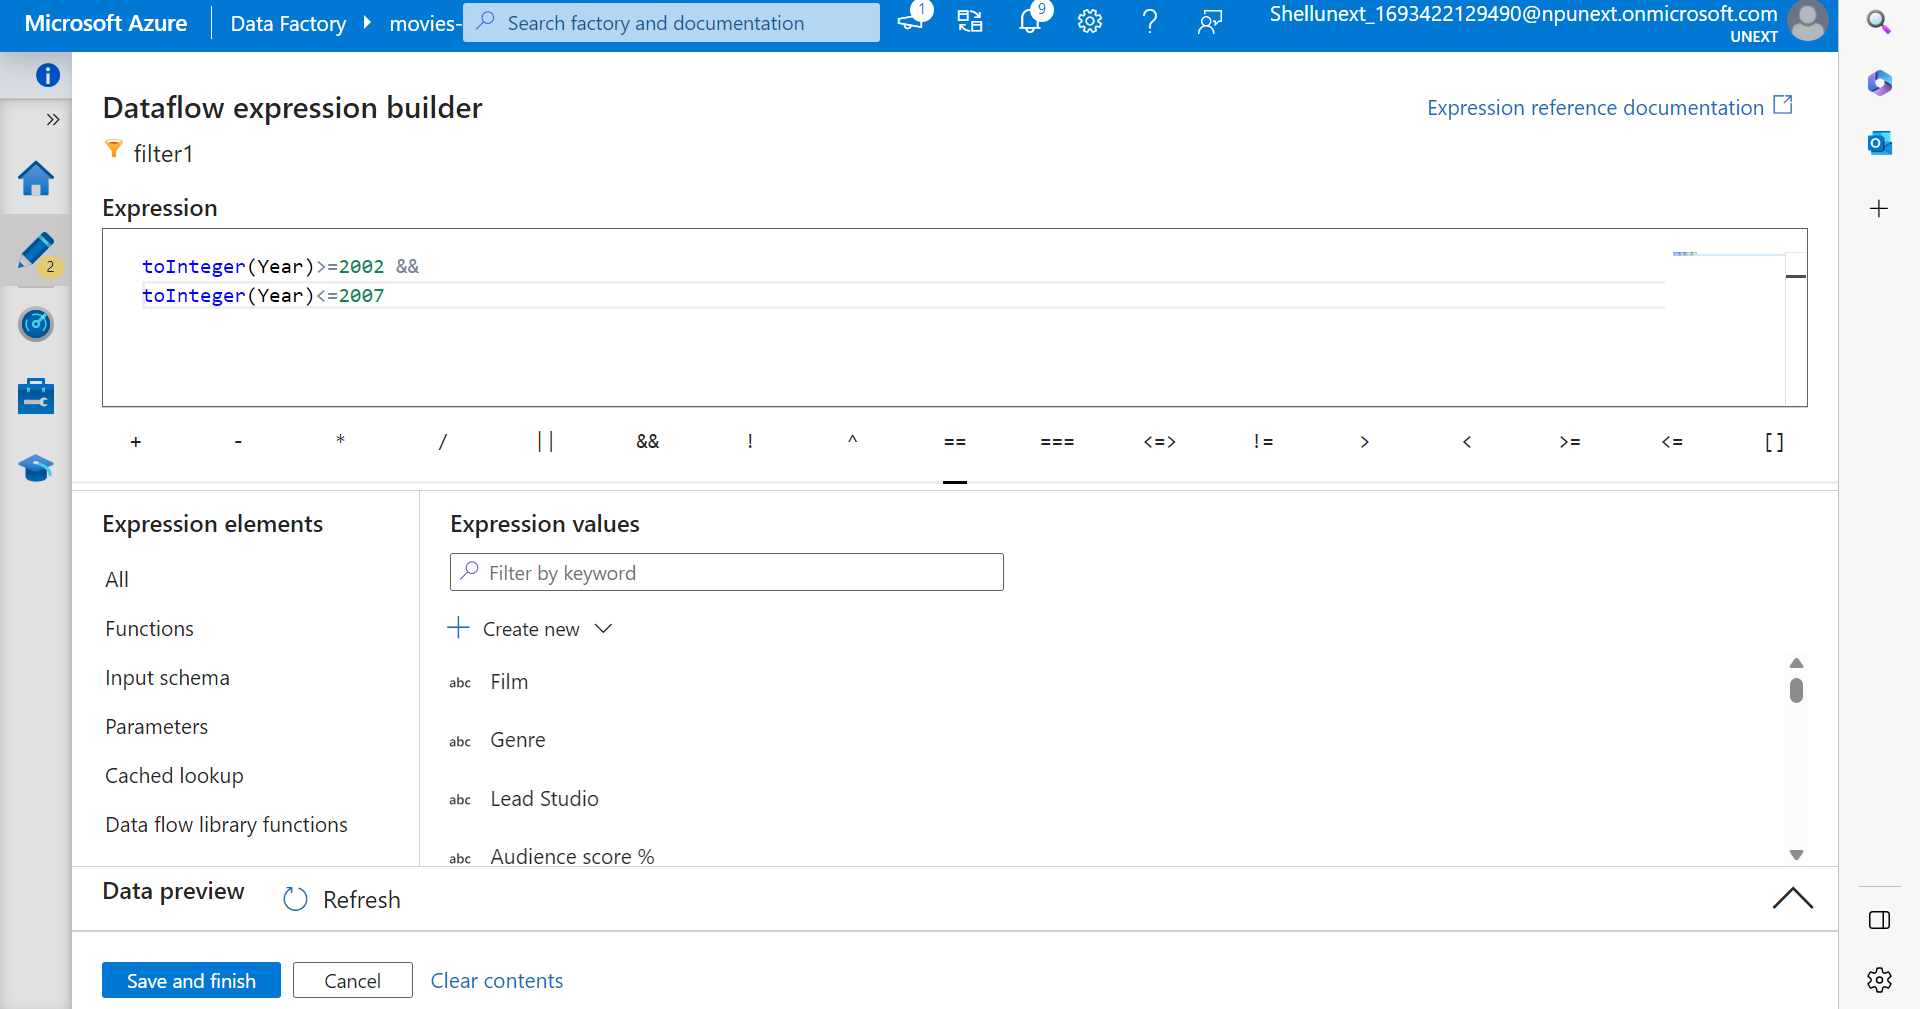 Microsoft Azure
Data Factory
movies-
Search factory and documentation
1
9
Shellunext_1693422129490@npunext.onmicrosoft.com
UNEXT
Dataflow expression builder
Expression reference documentation
filter1
Expression
2
toInteger(Year)>=2002 &&
toInteger(Year)<=2007
+ - * / || && ! ^ == === <=> != > < >= <= []
Expression elements
All
Functions
Input schema
Parameters
Cached lookup
Data flow library functions
Expression values
Filter by keyword
Create new
abc Film
abc Genre
abc Lead Studio
abc Audience score %
Data preview
Refresh
Save and finish
Cancel
Clear contents